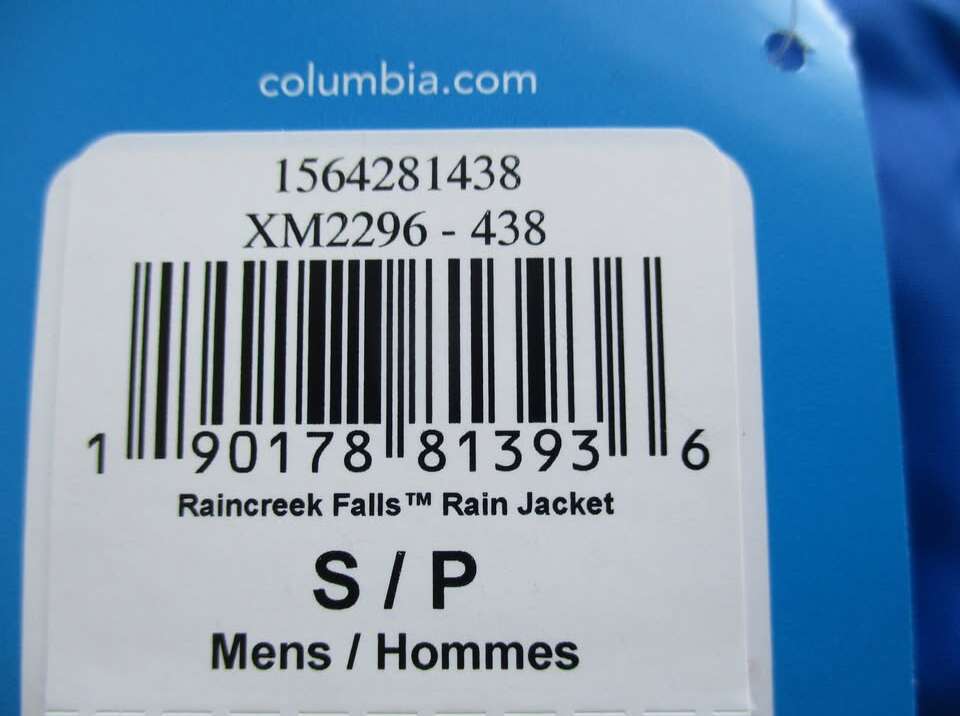 columbia.com
1564281438
XM2296 - 438
1 90178 81393 6
Raincreek Falls™ Rain Jacket
S / P
Mens / Hommes